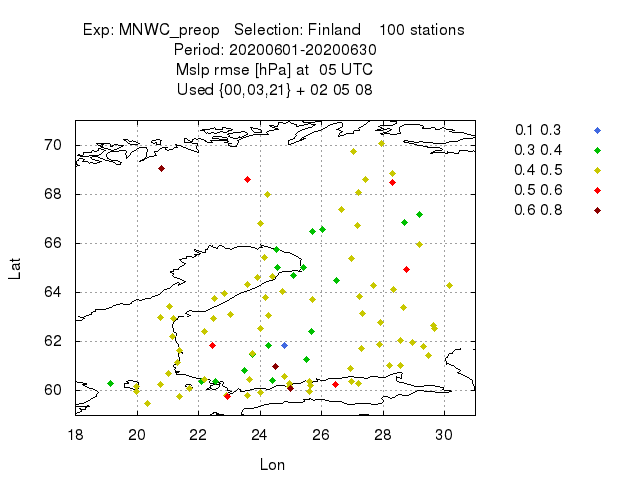 Exp: MNWC_preop   Selection: Finland    100 stations
Period: 20200601-20200630
Mslp rmse [hPa] at  05 UTC
Used {00,03,21} + 02 05 08
0.1 0.3
0.3 0.4
0.4 0.5
0.5 0.6
0.6 0.8
70
68
66
64
62
60
Lat
18 20 22 24 26 28 30
Lon